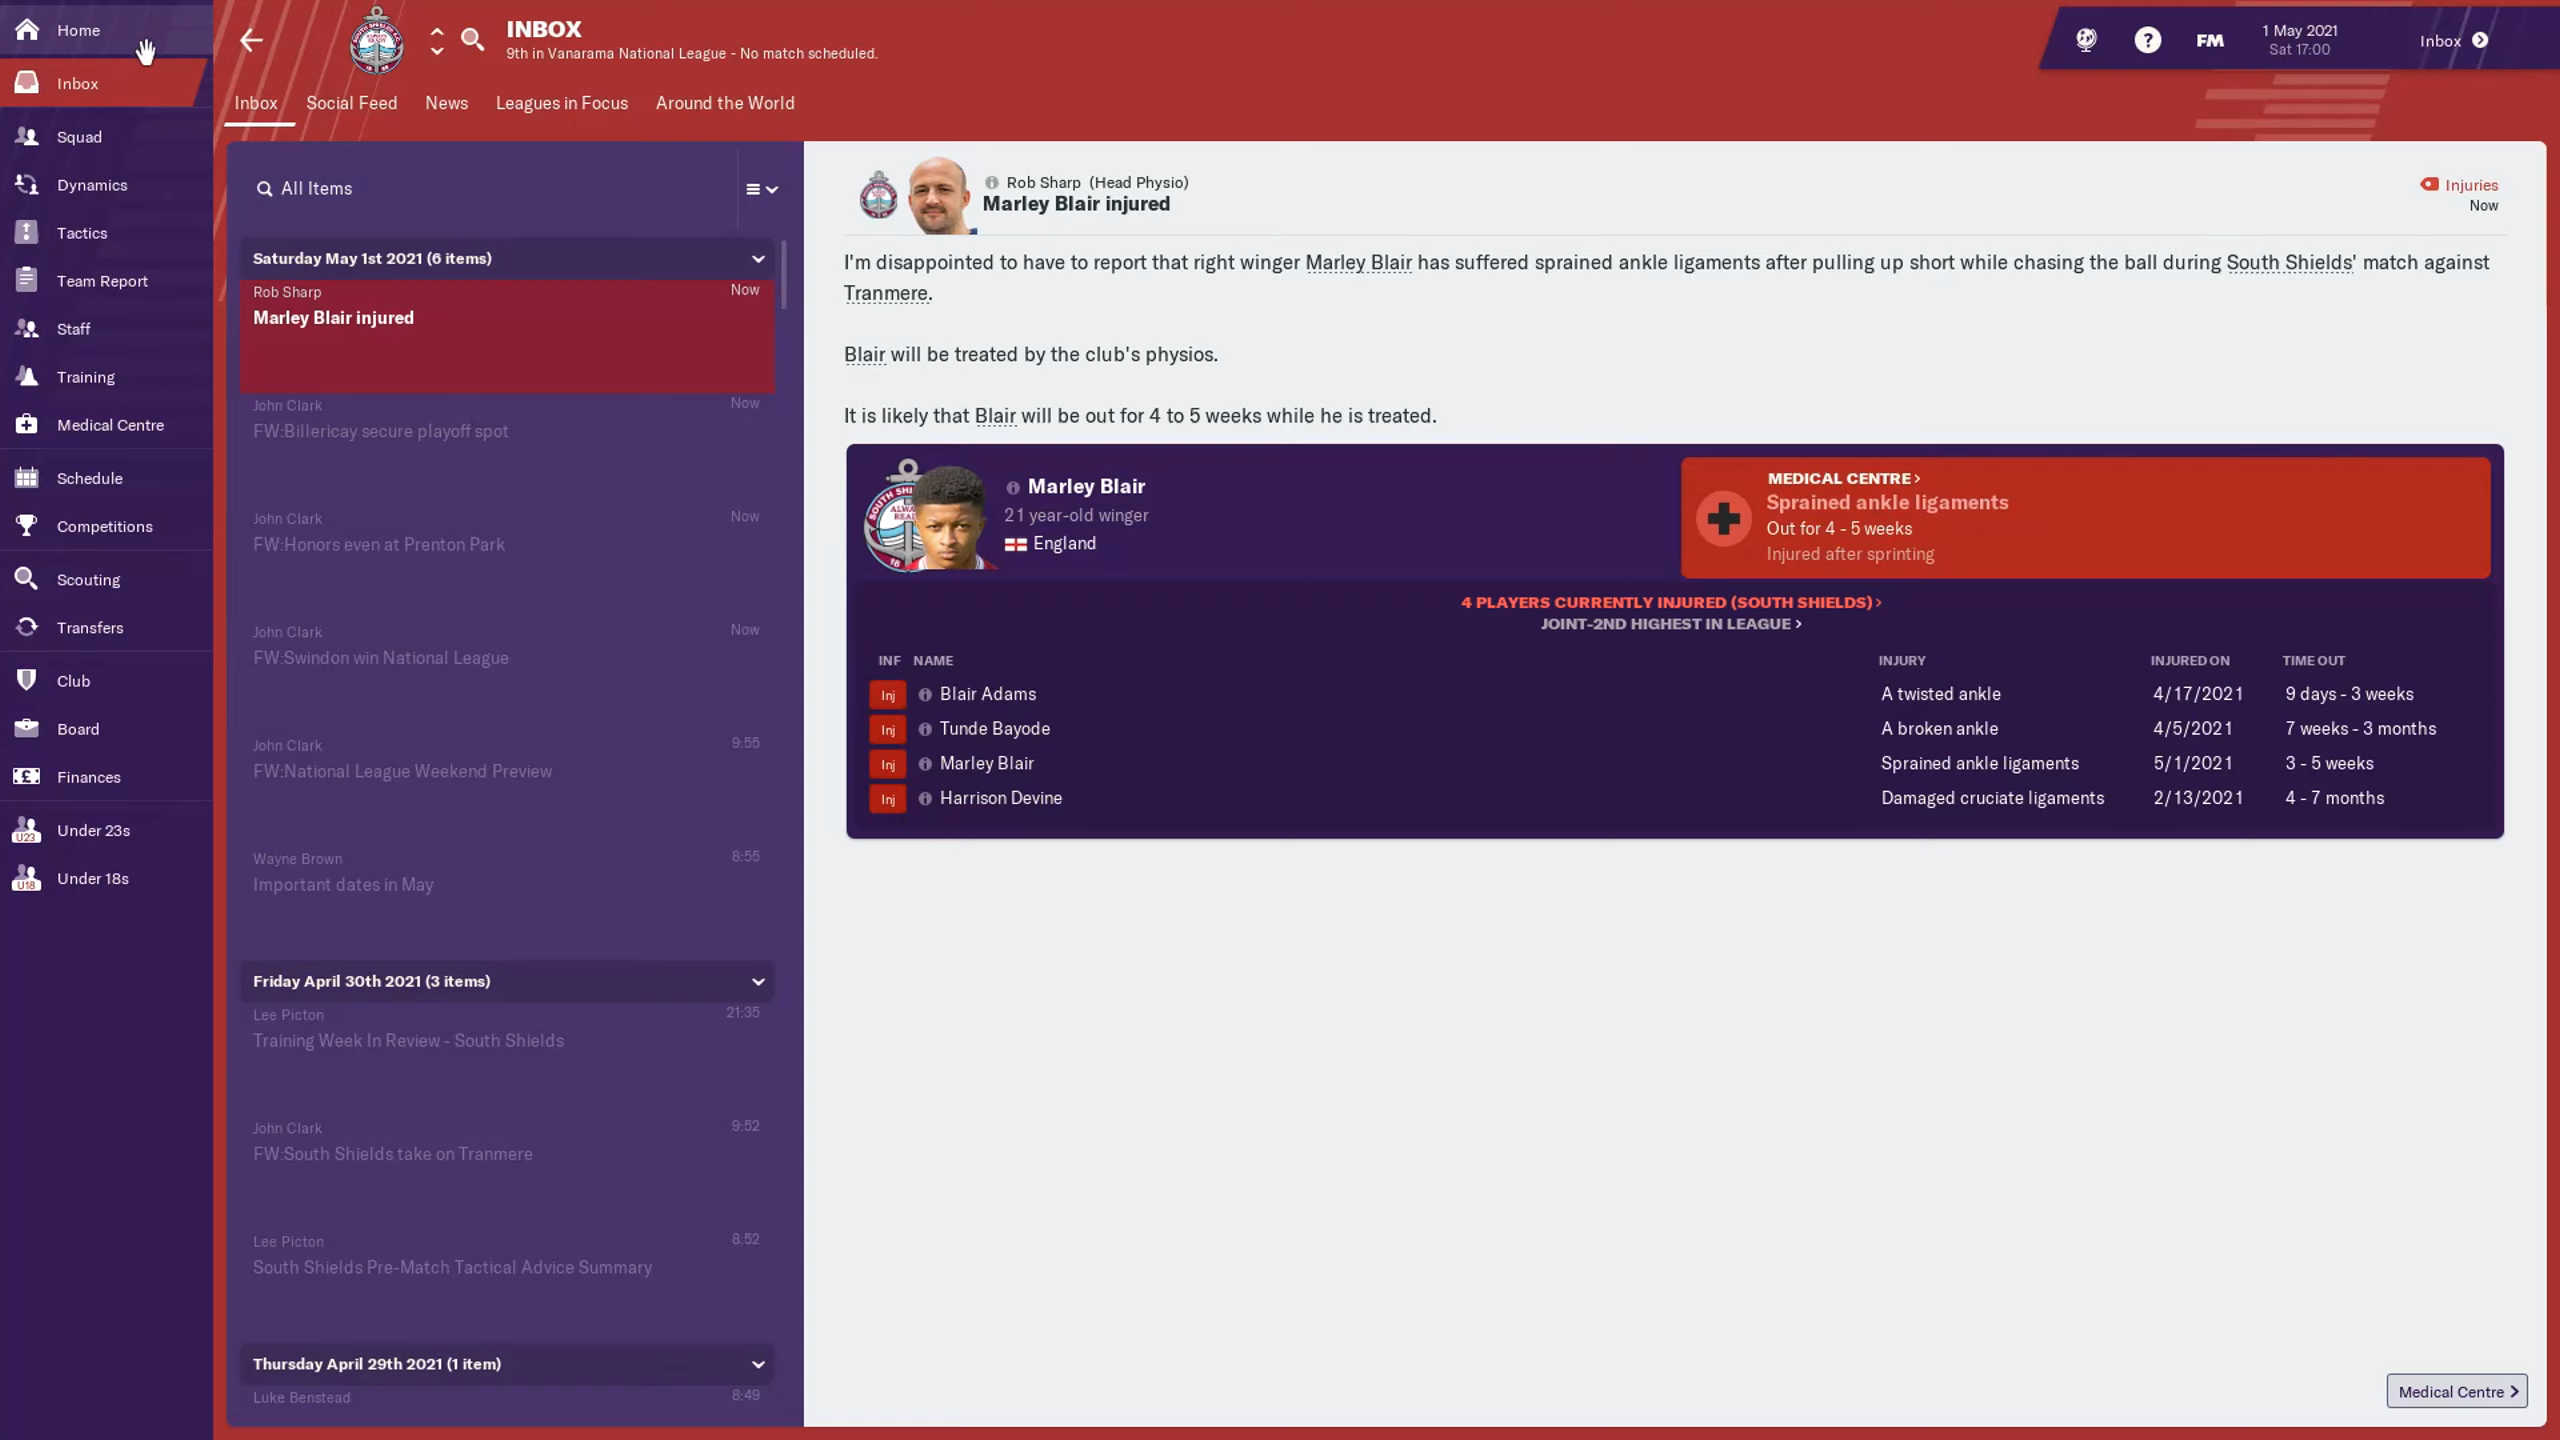 Home
Inbox
Squad
Dynamics
Tactics
Team Report
Staff
Training
Medical Centre
Schedule
Competitions
Scouting
Transfers
Club
Board
Finances
U23
Under 23s
U18
Under 18s
INBOX
9th in Vanarama National League - No match scheduled.
FM
1 May 2021
Sat 17:00
Inbox
Inbox
Social Feed
News
Leagues in Focus
Around the World
All Items
Saturday May 1st 2021 (6 items)
Rob Sharp
Now
Marley Blair injured
John Clark
Now
FW:Billericay secure playoff spot
John Clark
Now
FW:Honors even at Prenton Park
John Clark
Now
FW:Swindon win National League
John Clark
9:55
FW:National League Weekend Preview
Wayne Brown
8:55
Important dates in May
Friday April 30th 2021 (3 items)
Lee Picton
21:35
Training Week In Review - South Shields
John Clark
9:52
FW:South Shields take on Tranmere
Lee Picton
8:52
South Shields Pre-Match Tactical Advice Summary
Thursday April 29th 2021 (1 item)
Luke Benstead
8:49
Rob Sharp (Head Physio)
Marley Blair injured
Injuries
Now
I'm disappointed to have to report that right winger Marley Blair has suffered sprained ankle ligaments after pulling up short while chasing the ball during South Shields' match against
Tranmere.
Blair will be treated by the club's physios.
It is likely that Blair will be out for 4 to 5 weeks while he is treated.
Marley Blair
21 year-old winger
England
MEDICAL CENTRE >
Sprained ankle ligaments
Out for 4 - 5 weeks
Injured after sprinting
4 PLAYERS CURRENTLY INJURED (SOUTH SHIELDS) >
JOINT-2ND HIGHEST IN LEAGUE >
INF NAME INJURY INJURED ON TIME OUT
Inj Blair Adams A twisted ankle 4/17/2021 9 days - 3 weeks
Inj Tunde Bayode A broken ankle 4/5/2021 7 weeks - 3 months
Inj Marley Blair Sprained ankle ligaments 5/1/2021 3 - 5 weeks
Inj Harrison Devine Damaged cruciate ligaments 2/13/2021 4 - 7 months
Medical Centre >